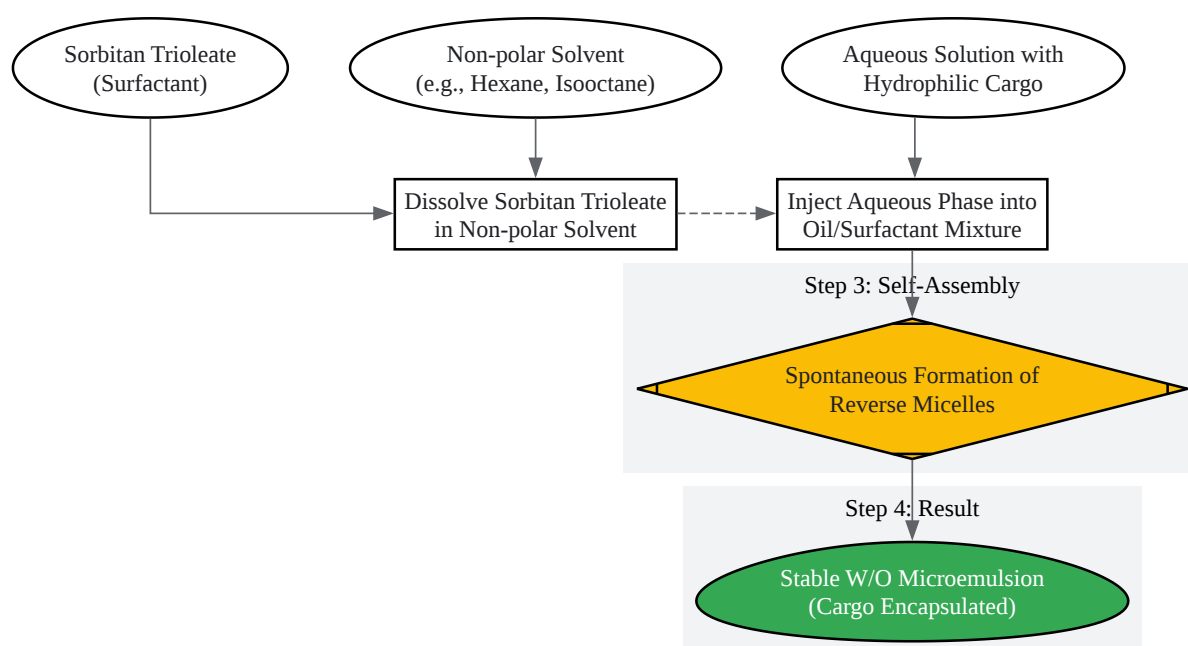 Sorbitan Trioleate
(Surfactant)
Non-polar Solvent
(e.g., Hexane, Isooctane)
Aqueous Solution with
Hydrophilic Cargo
Dissolve Sorbitan Trioleate
in Non-polar Solvent
Inject Aqueous Phase into
Oil/Surfactant Mixture
Step 3: Self-Assembly
Spontaneous Formation of
Reverse Micelles
Step 4: Result
Stable W/O Microemulsion
(Cargo Encapsulated)